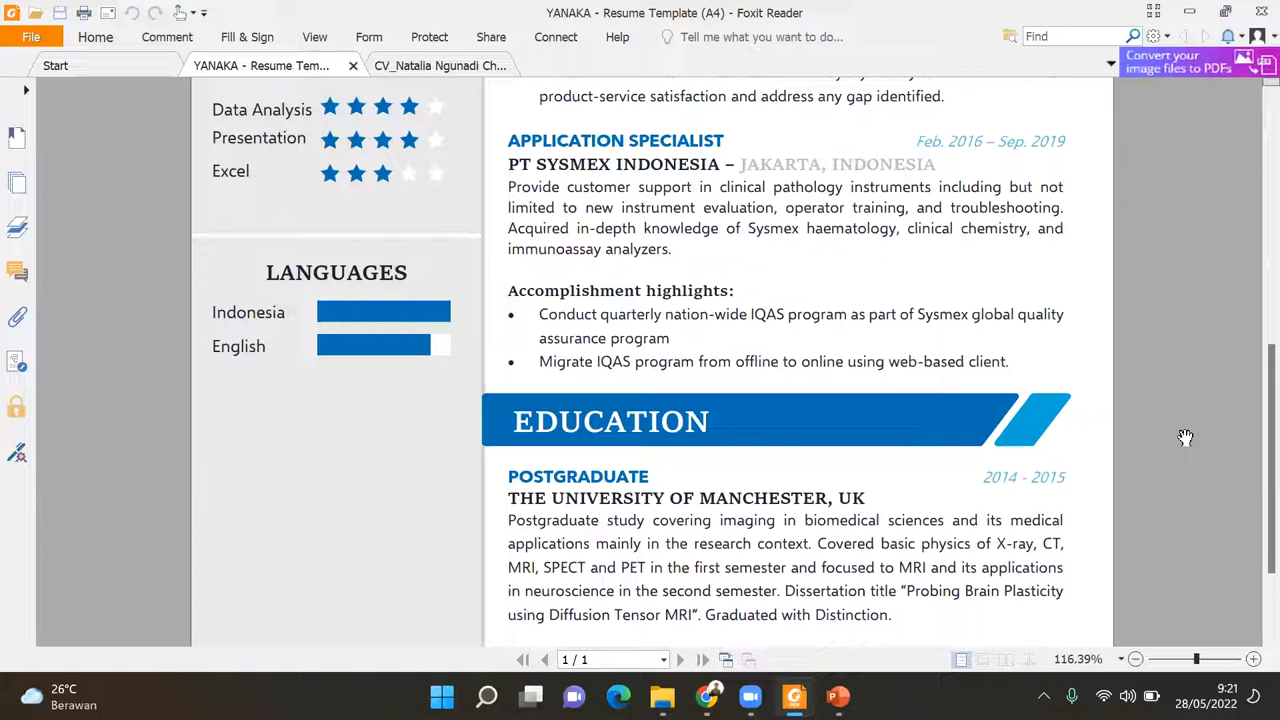 YANAKA - Resume Template (A4) - Foxit Reader
File Home Comment Fill & Sign View Form Protect Share Connect Help Tell me what you want to do... Find
Start YANAKA - Resume Tem... CV_Natalia Ngunadi Ch...
Convert your
image files to PDFs
Data Analysis
Presentation
Excel
LANGUAGES
Indonesia
English
product-service satisfaction and address any gap identified.
APPLICATION SPECIALIST Feb. 2016 – Sep. 2019
PT SYSMEX INDONESIA – JAKARTA, INDONESIA
Provide customer support in clinical pathology instruments including but not
limited to new instrument evaluation, operator training, and troubleshooting.
Acquired in-depth knowledge of Sysmex haematology, clinical chemistry, and
immunoassay analyzers.
Accomplishment highlights:
• Conduct quarterly nation-wide IQAS program as part of Sysmex global quality
assurance program
• Migrate IQAS program from offline to online using web-based client.
EDUCATION
POSTGRADUATE 2014 - 2015
THE UNIVERSITY OF MANCHESTER, UK
Postgraduate study covering imaging in biomedical sciences and its medical
applications mainly in the research context. Covered basic physics of X-ray, CT,
MRI, SPECT and PET in the first semester and focused to MRI and its applications
in neuroscience in the second semester. Dissertation title “Probing Brain Plasticity
using Diffusion Tensor MRI”. Graduated with Distinction.
1 / 1 116.39%
26°C
Berawan
9:21
28/05/2022